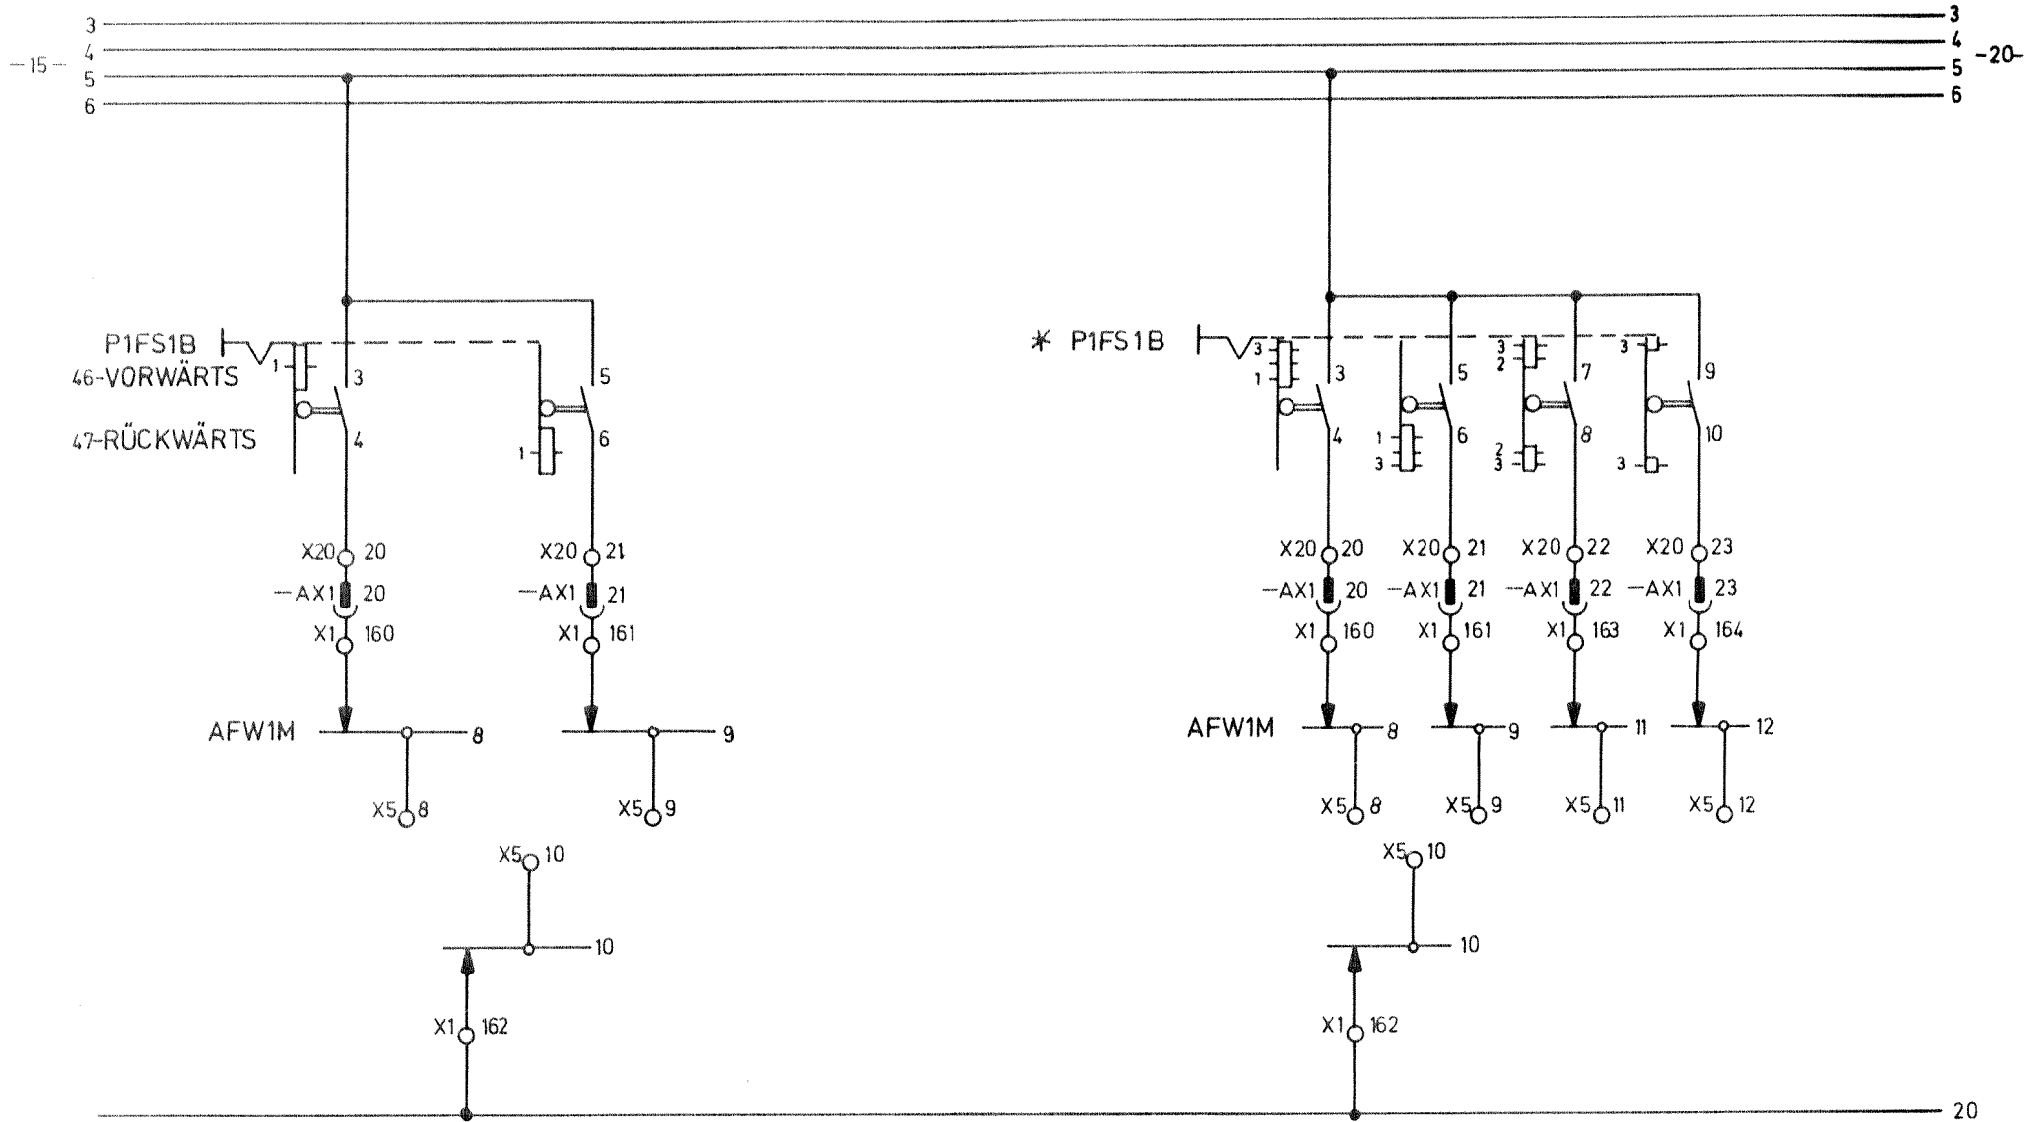 3 3
4 4
-15- -20-
5 5
6 6
P1FS1B
1
46-VORWÄRTS
3
5
47-RÜCKWÄRTS
4
6
1
* P1FS1B
3
1
3
5
3
2
7
3
9
4
1
3
6
2
3
8
3
10
X20 20 X20 21 X20 20 X20 21 X20 22 X20 23
-AX1 20 -AX1 21 -AX1 20 -AX1 21 -AX1 22 -AX1 23
X1 160 X1 161 X1 160 X1 161 X1 163 X1 164
AFW1M 8 9 AFW1M 8 9 11 12
X5 8 X5 9 X5 8 X5 9 X5 11 X5 12
X5 10 X5 10
10 10
X1 162 X1 162
20